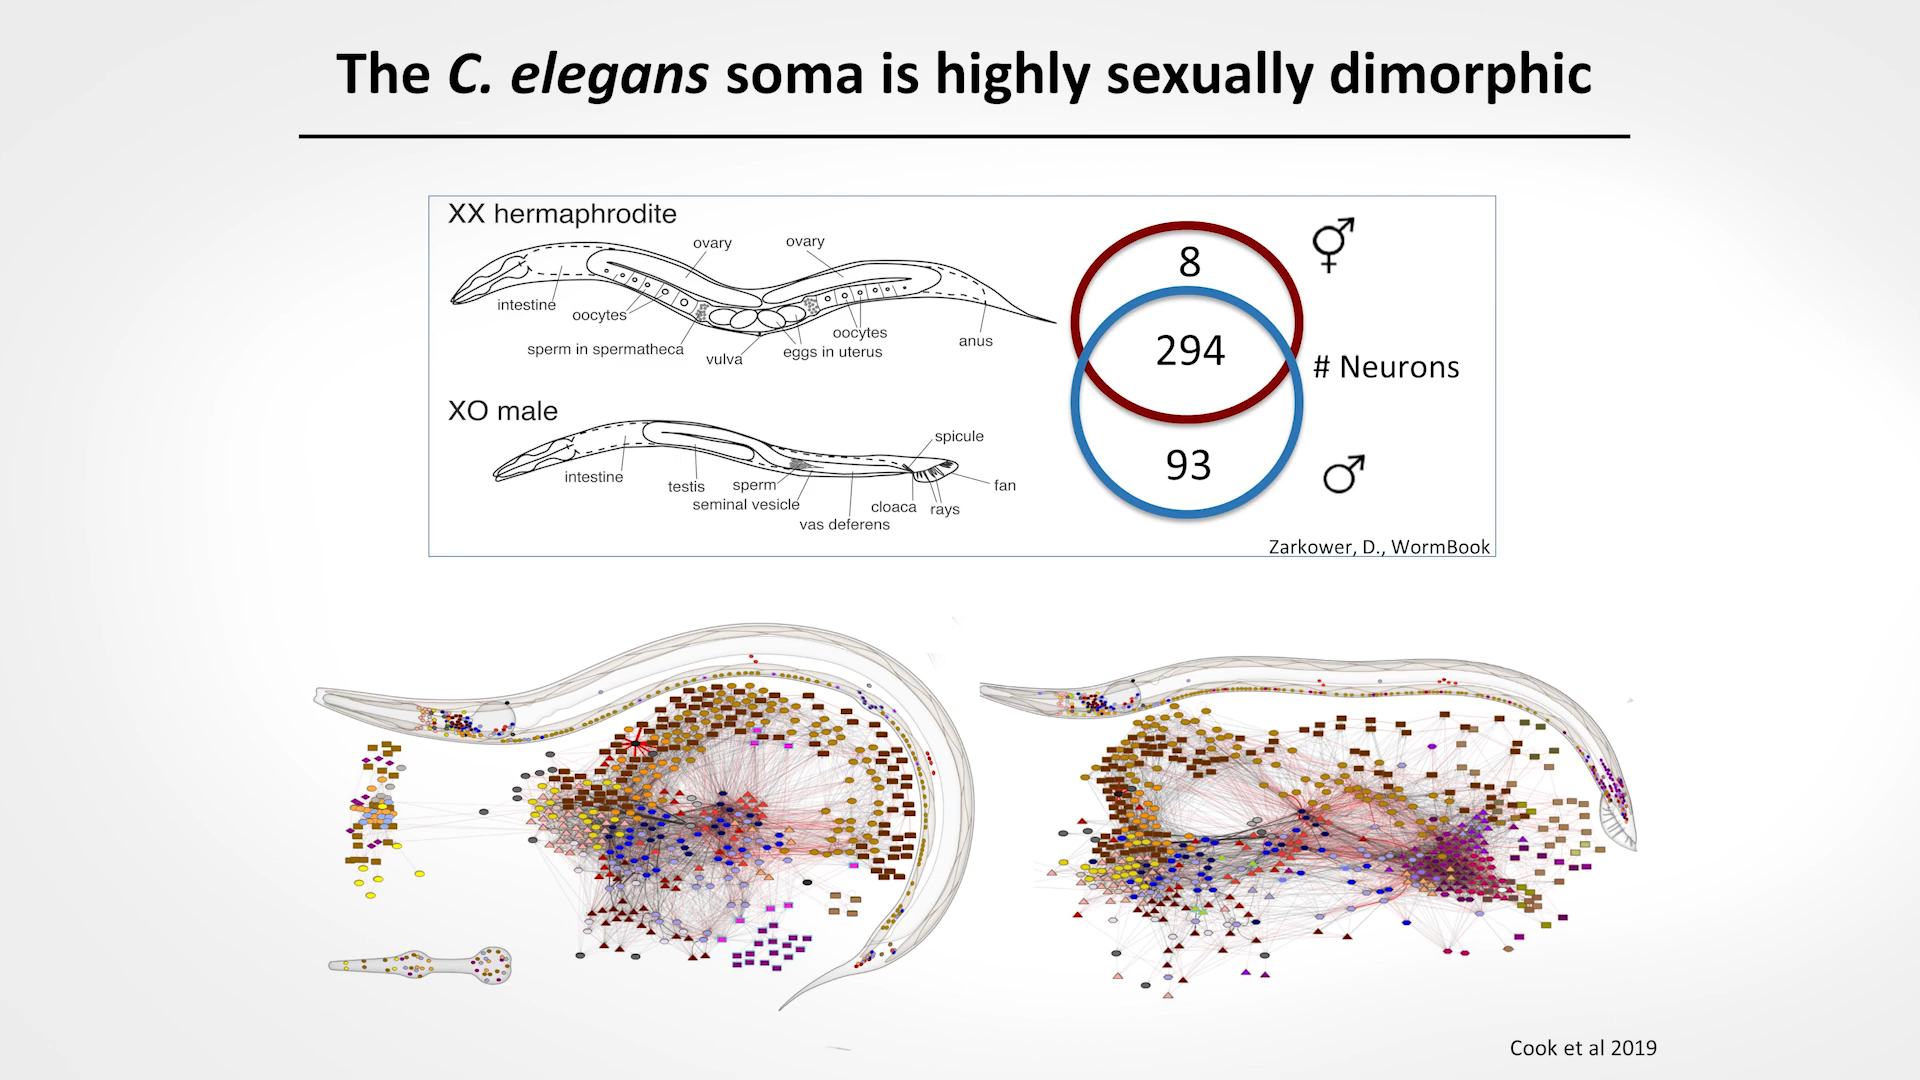 The C. elegans soma is highly sexually dimorphic
XX hermaphrodite
ovary
ovary
intestine
oocytes
sperm in spermatheca
vulva
eggs in uterus
oocytes
anus
XO male
intestine
testis
sperm
seminal vesicle
vas deferens
cloaca
rays
spicule
fan
8
294
93
# Neurons
Zarkower, D., WormBook
Cook et al 2019